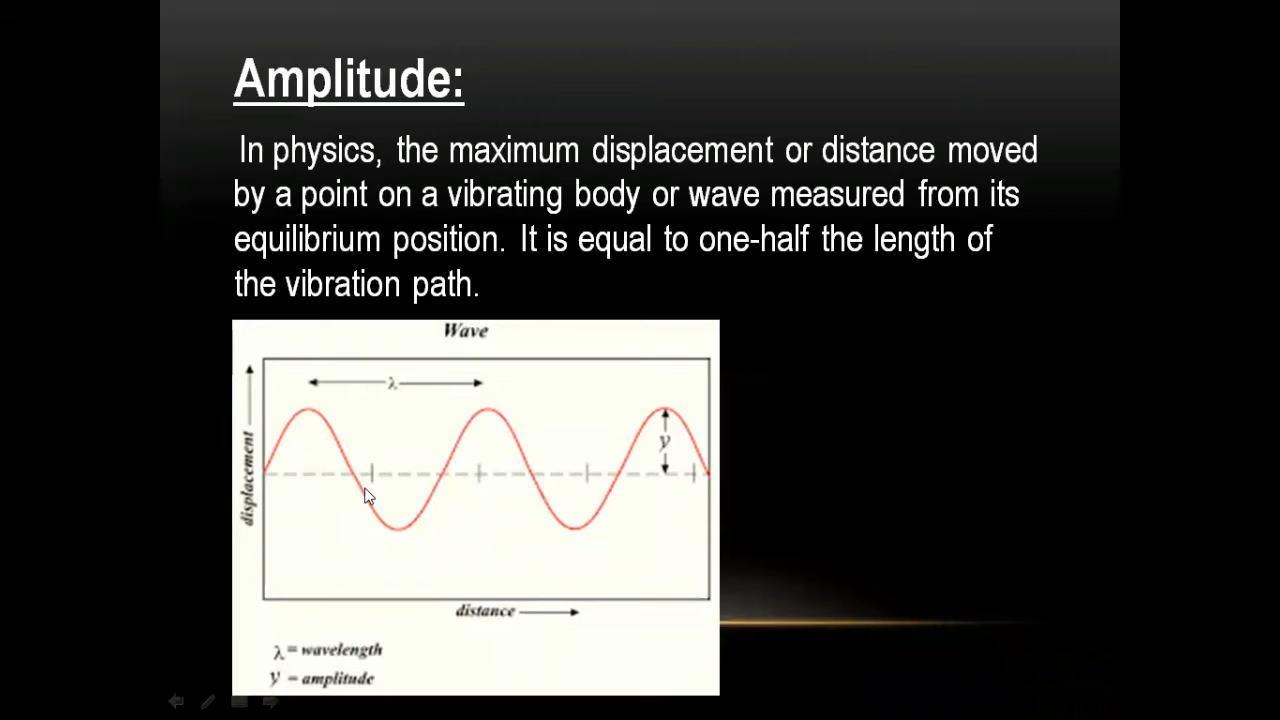 Amplitude:
In physics, the maximum displacement or distance moved
by a point on a vibrating body or wave measured from its
equilibrium position. It is equal to one-half the length of
the vibration path.
Wave
λ
y
displacement
distance
λ = wavelength
y = amplitude